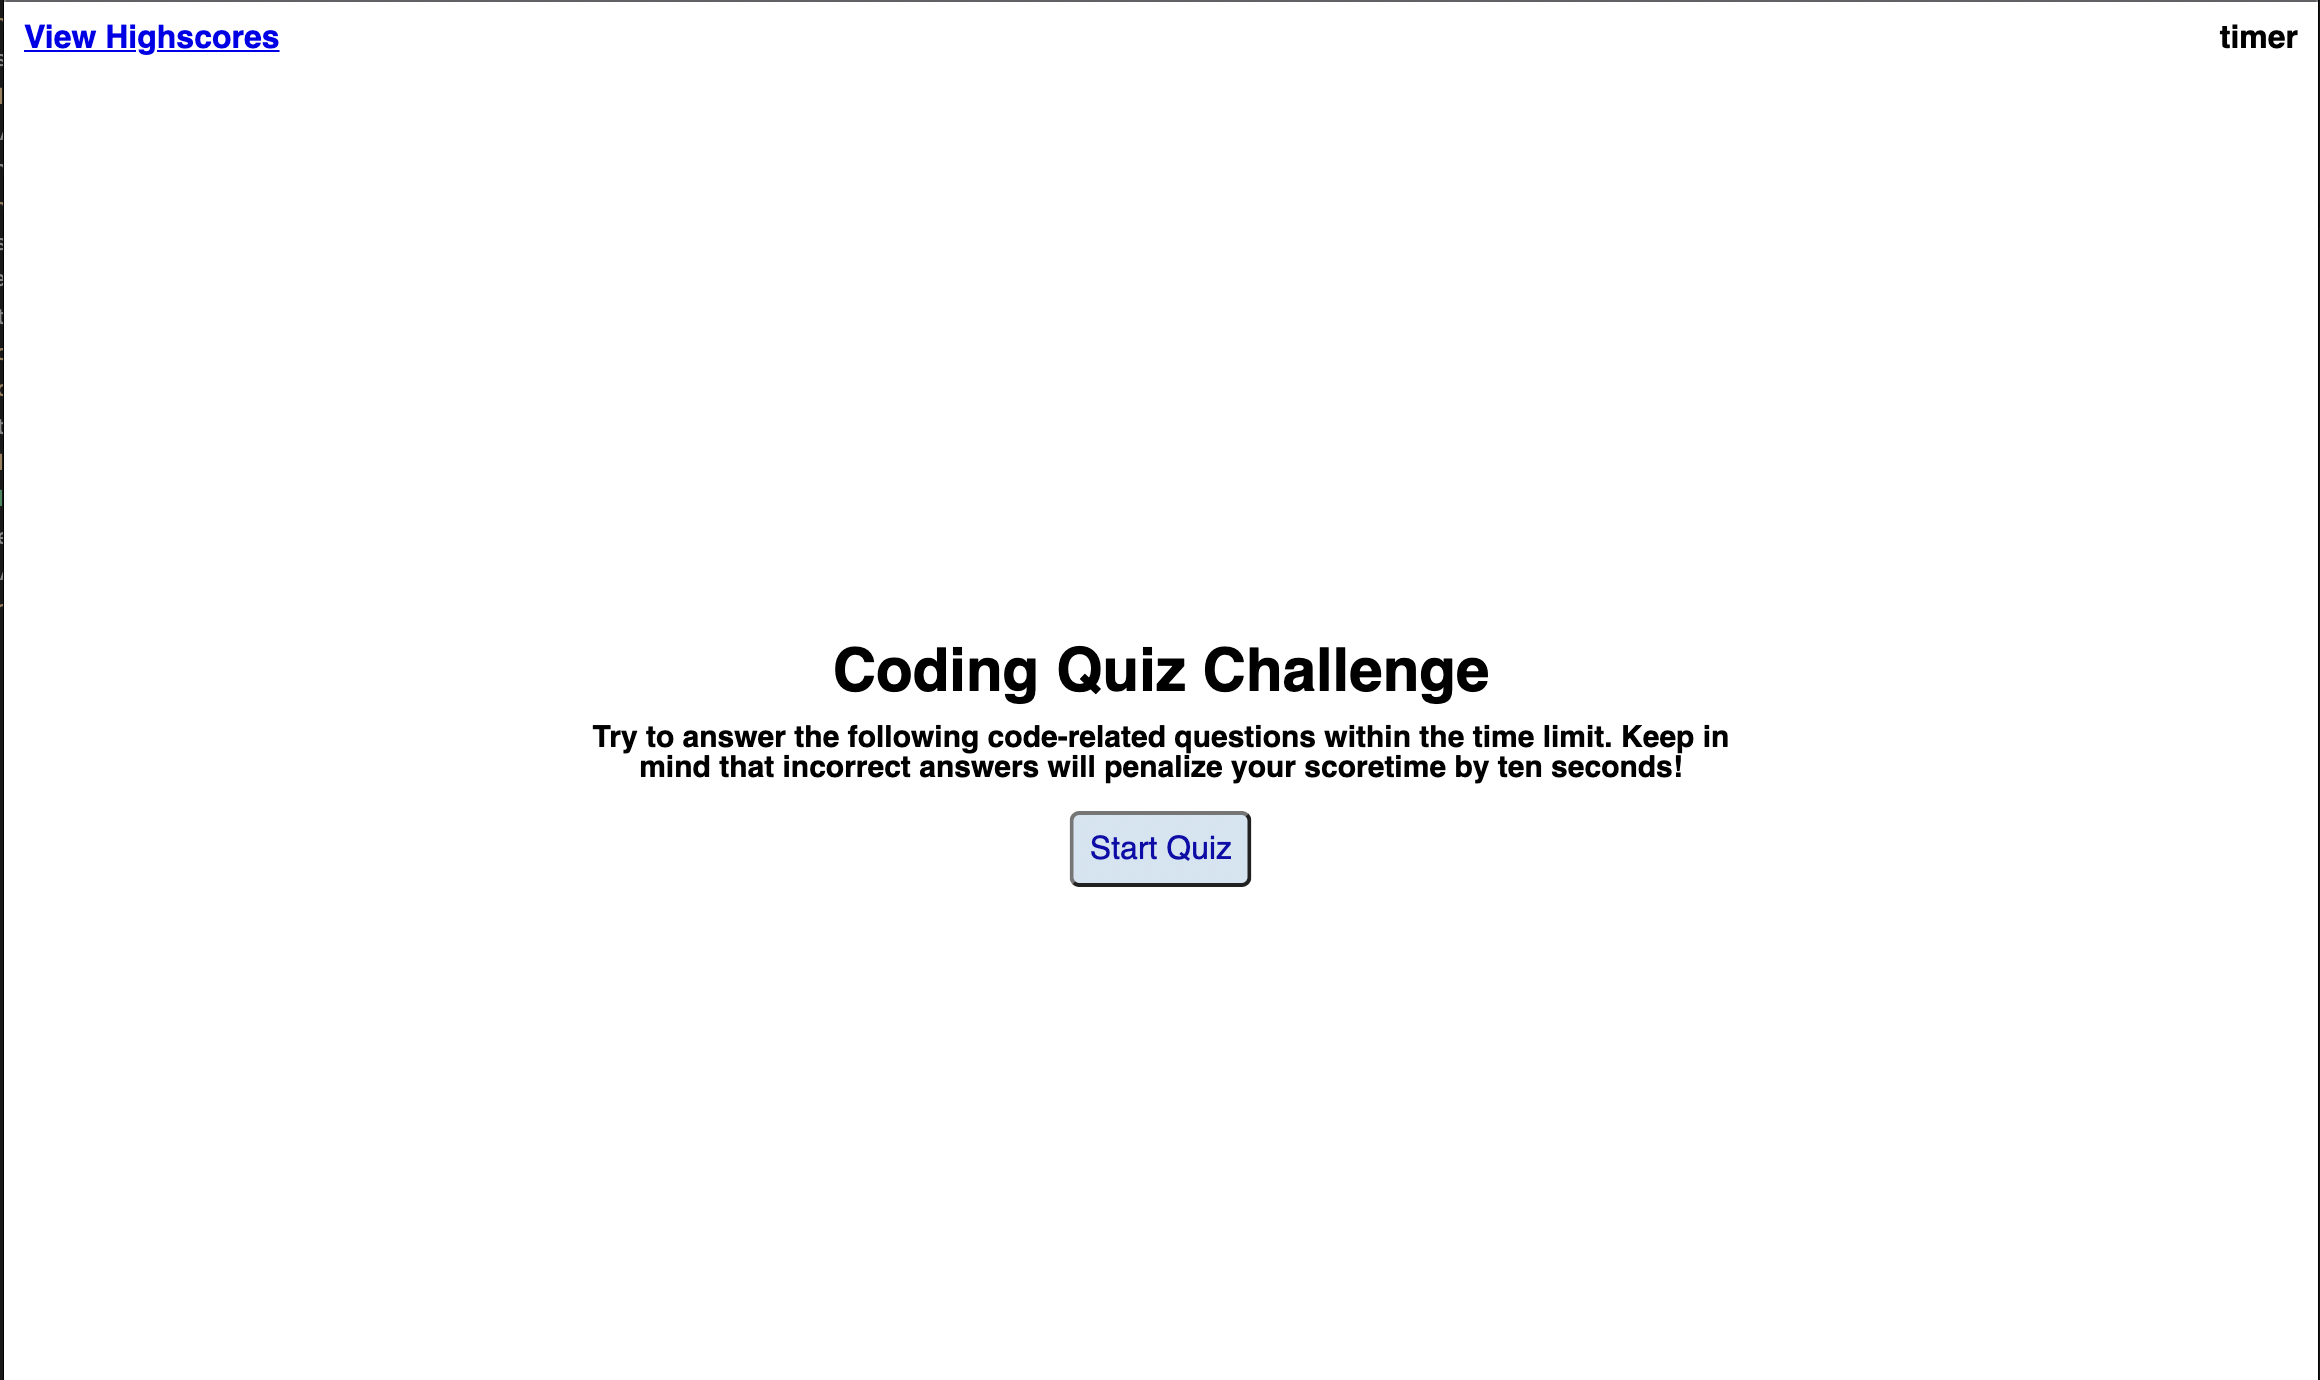 View Highscores
timer
Coding Quiz Challenge
Try to answer the following code-related questions within the time limit. Keep in
mind that incorrect answers will penalize your scoretime by ten seconds!
Start Quiz